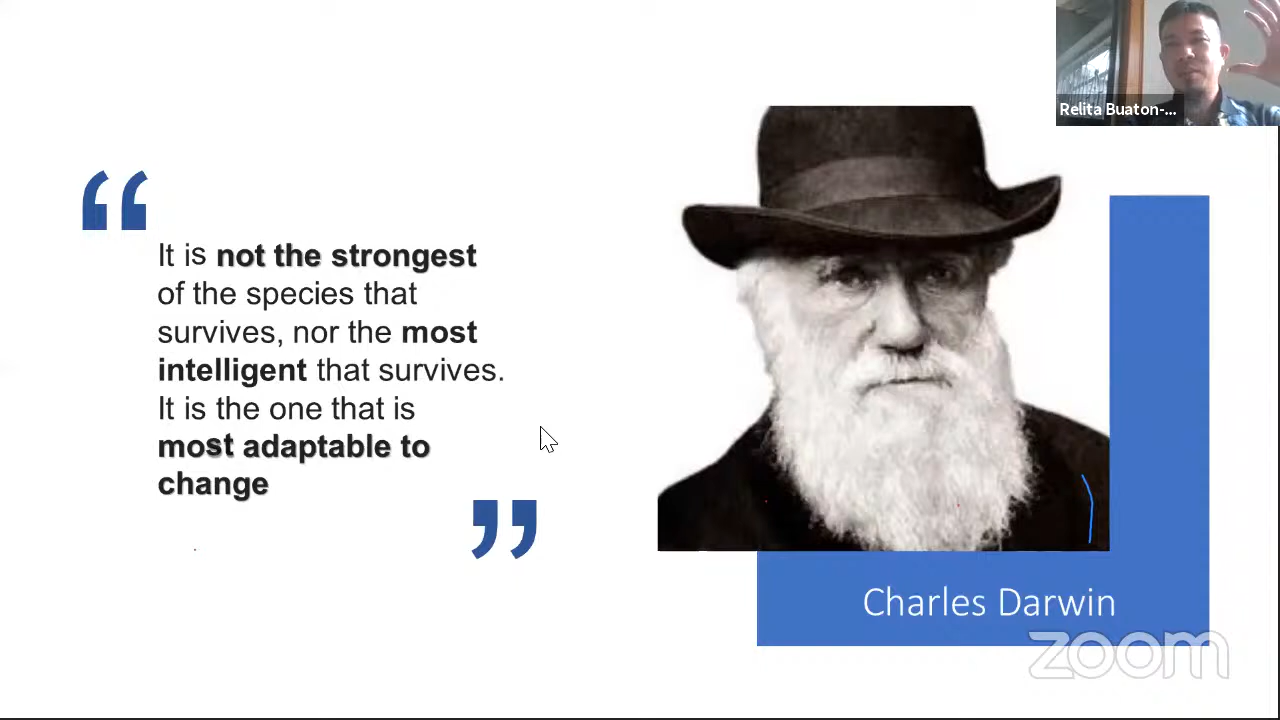 Relita Buaton-...
“
It is not the strongest
of the species that
survives, nor the most
intelligent that survives.
It is the one that is
most adaptable to
change
”
Charles Darwin
zoom